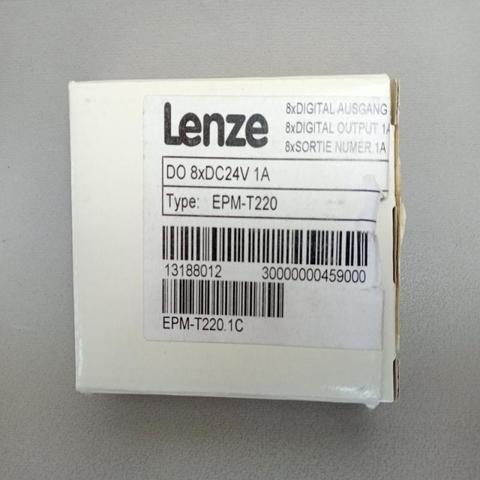 Lenze
8xDIGITAL AUSGANG
8xDIGITAL OUTPUT 1A
8xSORTIE NUMER.1A
DO 8xDC24V 1A
Type: EPM-T220
13188012 30000000459000
EPM-T220.1C